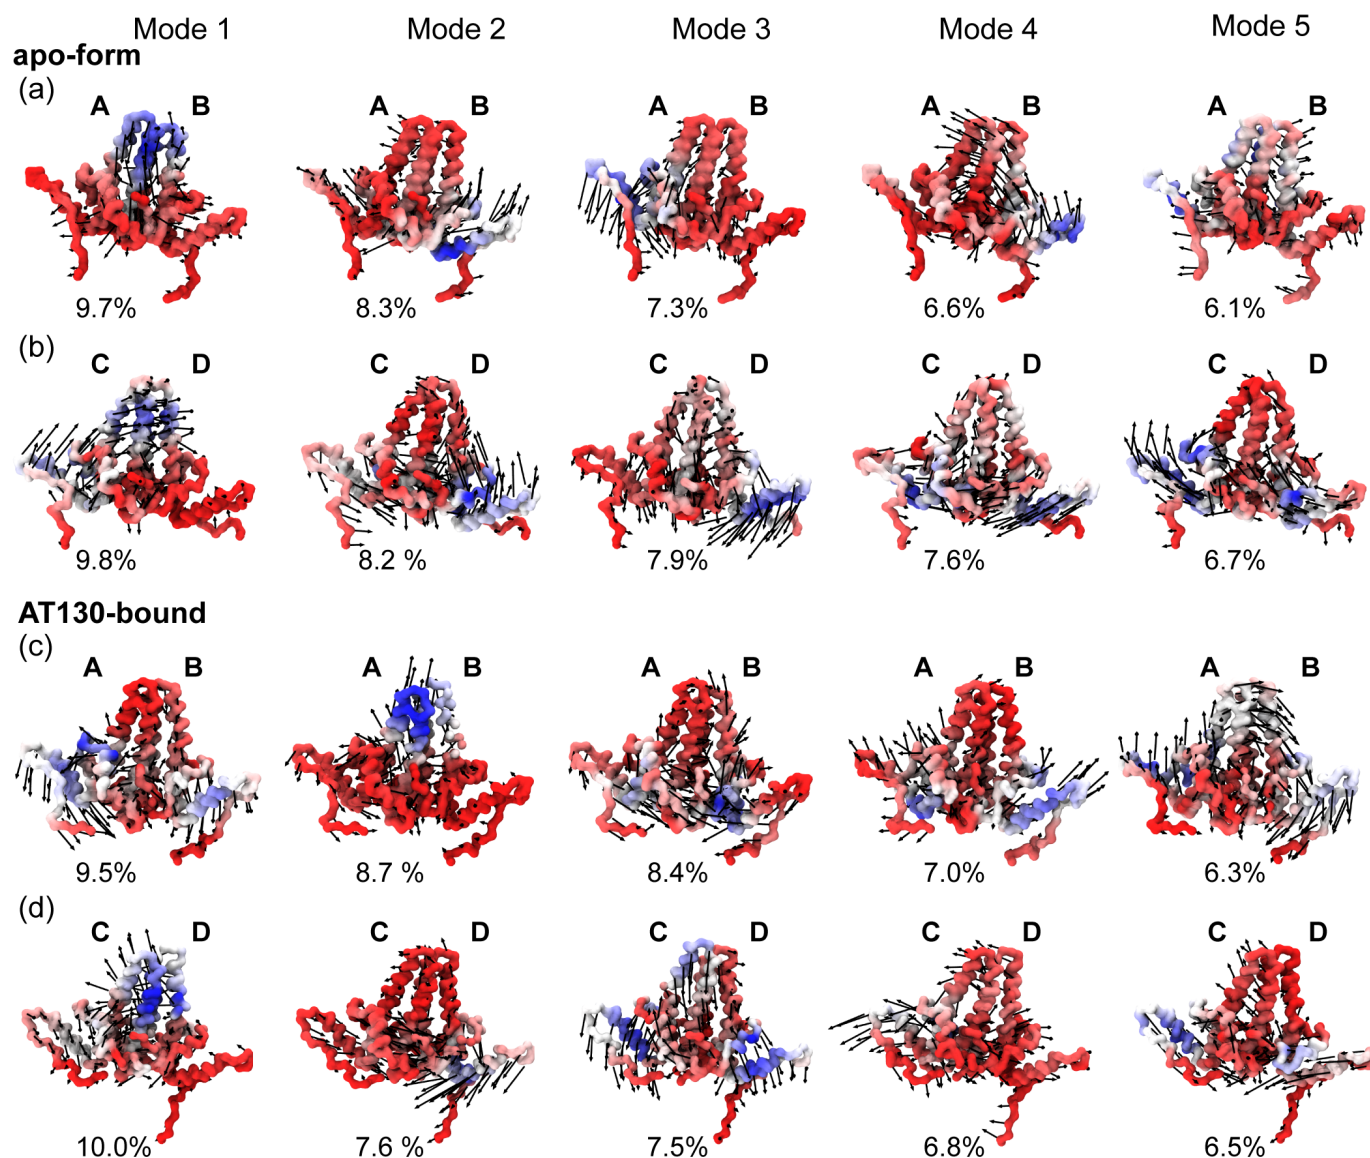 Mode 1 Mode 2 Mode 3 Mode 4 Mode 5
apo-form
(a)
A B A B A B A B A B
9.7% 8.3% 7.3% 6.6% 6.1%
(b)
C D C D C D C D C D
9.8% 8.2 % 7.9% 7.6% 6.7%
AT130-bound
(c)
A B A B A B A B A B
9.5% 8.7 % 8.4% 7.0% 6.3%
(d)
C D C D C D C D C D
10.0% 7.6 % 7.5% 6.8% 6.5%